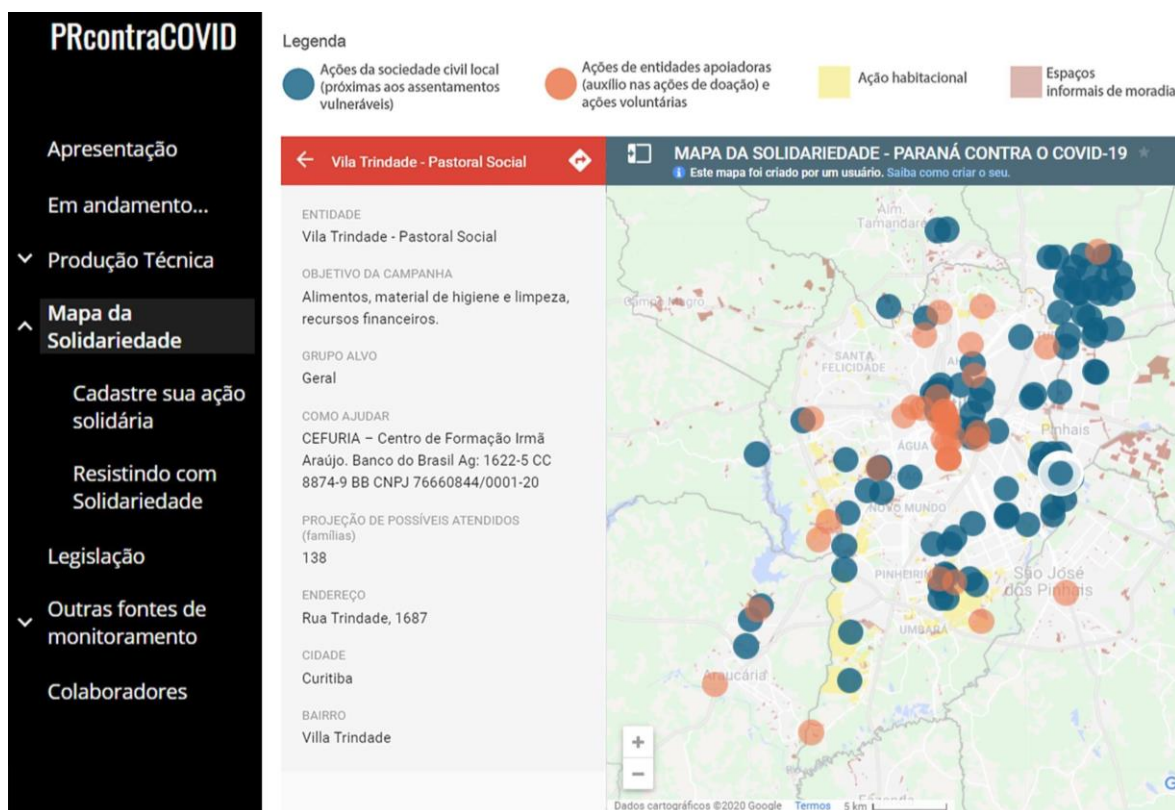 PRcontraCOVID
Apresentação
Em andamento...
Produção Técnica
Mapa da
Solidariedade
Cadastre sua ação
solidária
Resistindo com
Solidariedade
Legislação
Outras fontes de
monitoramento
Colaboradores
Legenda
Ações da sociedade civil local
(próximas aos assentamentos
vulneráveis)
Ações de entidades apoiadoras
(auxílio nas ações de doação) e
ações voluntárias
Ação habitacional
Espaços
informais de moradia
Vila Trindade - Pastoral Social
ENTIDADE
Vila Trindade - Pastoral Social
OBJETIVO DA CAMPANHA
Alimentos, material de higiene e limpeza,
recursos financeiros.
GRUPO ALVO
Geral
COMO AJUDAR
CEFURIA – Centro de Formação Irmã
Araújo. Banco do Brasil Ag: 1622-5 CC
8874-9 BB CNPJ 76660844/0001-20
PROJEÇÃO DE POSSÍVEIS ATENDIDOS
(famílias)
138
ENDEREÇO
Rua Trindade, 1687
CIDADE
Curitiba
BAIRRO
Villa Trindade
MAPA DA SOLIDARIEDADE - PARANÁ CONTRA O COVID-19
Este mapa foi criado por um usuário. Saiba como criar o seu.
Alm.
Tamandaré
Campo Magro
SANTA
FELICIDADE
Pinhais
ÁGUA
NOVO MUNDO
PINHEIRI
São José
dos Pinhais
UMBARÁ
Araucária
Dados cartográficos ©2020 Google Termos 5 km